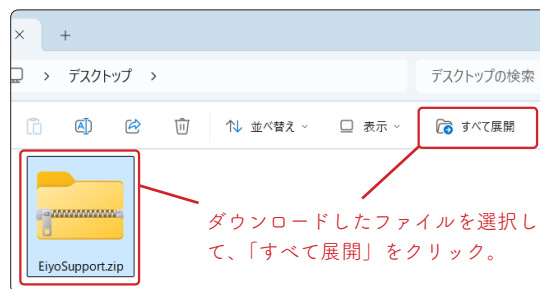 デスクトップ
デスクトップの検索
並べ替え
表示
すべて展開
ダウンロードしたファイルを選択し
て、「すべて展開」をクリック。
EiyoSupport.zip